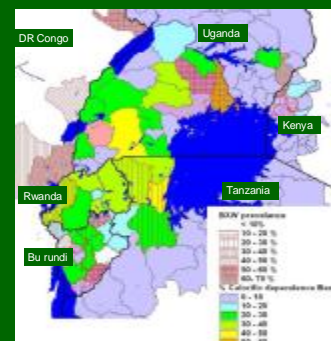 DR Congo
Uganda
Kenya
Rwanda
Tanzania
Bu rundi
BXW prevalence
< 10%
10 - 20 %
20 - 30 %
30 - 40 %
40 - 50 %
50 - 60 %
60 - 70 %
% Calorific dependence
0 - 10
10 - 20
20 - 30
30 - 40
40 - 50